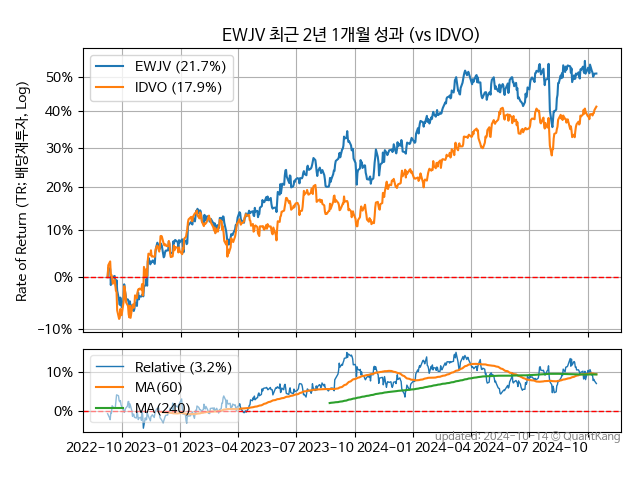 EWJV 최근 2년 1개월 성과 (vs IDVO)
EWJV (21.7%)
IDVO (17.9%)
50%
40%
30%
20%
10%
0%
−10%
Rate of Return (TR: 배당재투자, Log)
Relative (3.2%)
MA(60)
MA(240)
10%
0%
2022-10 2023-01 2023-04 2023-07 2023-10 2024-01 2024-04 2024-07 2024-10
updated: 2024-10-14 © QuantKang